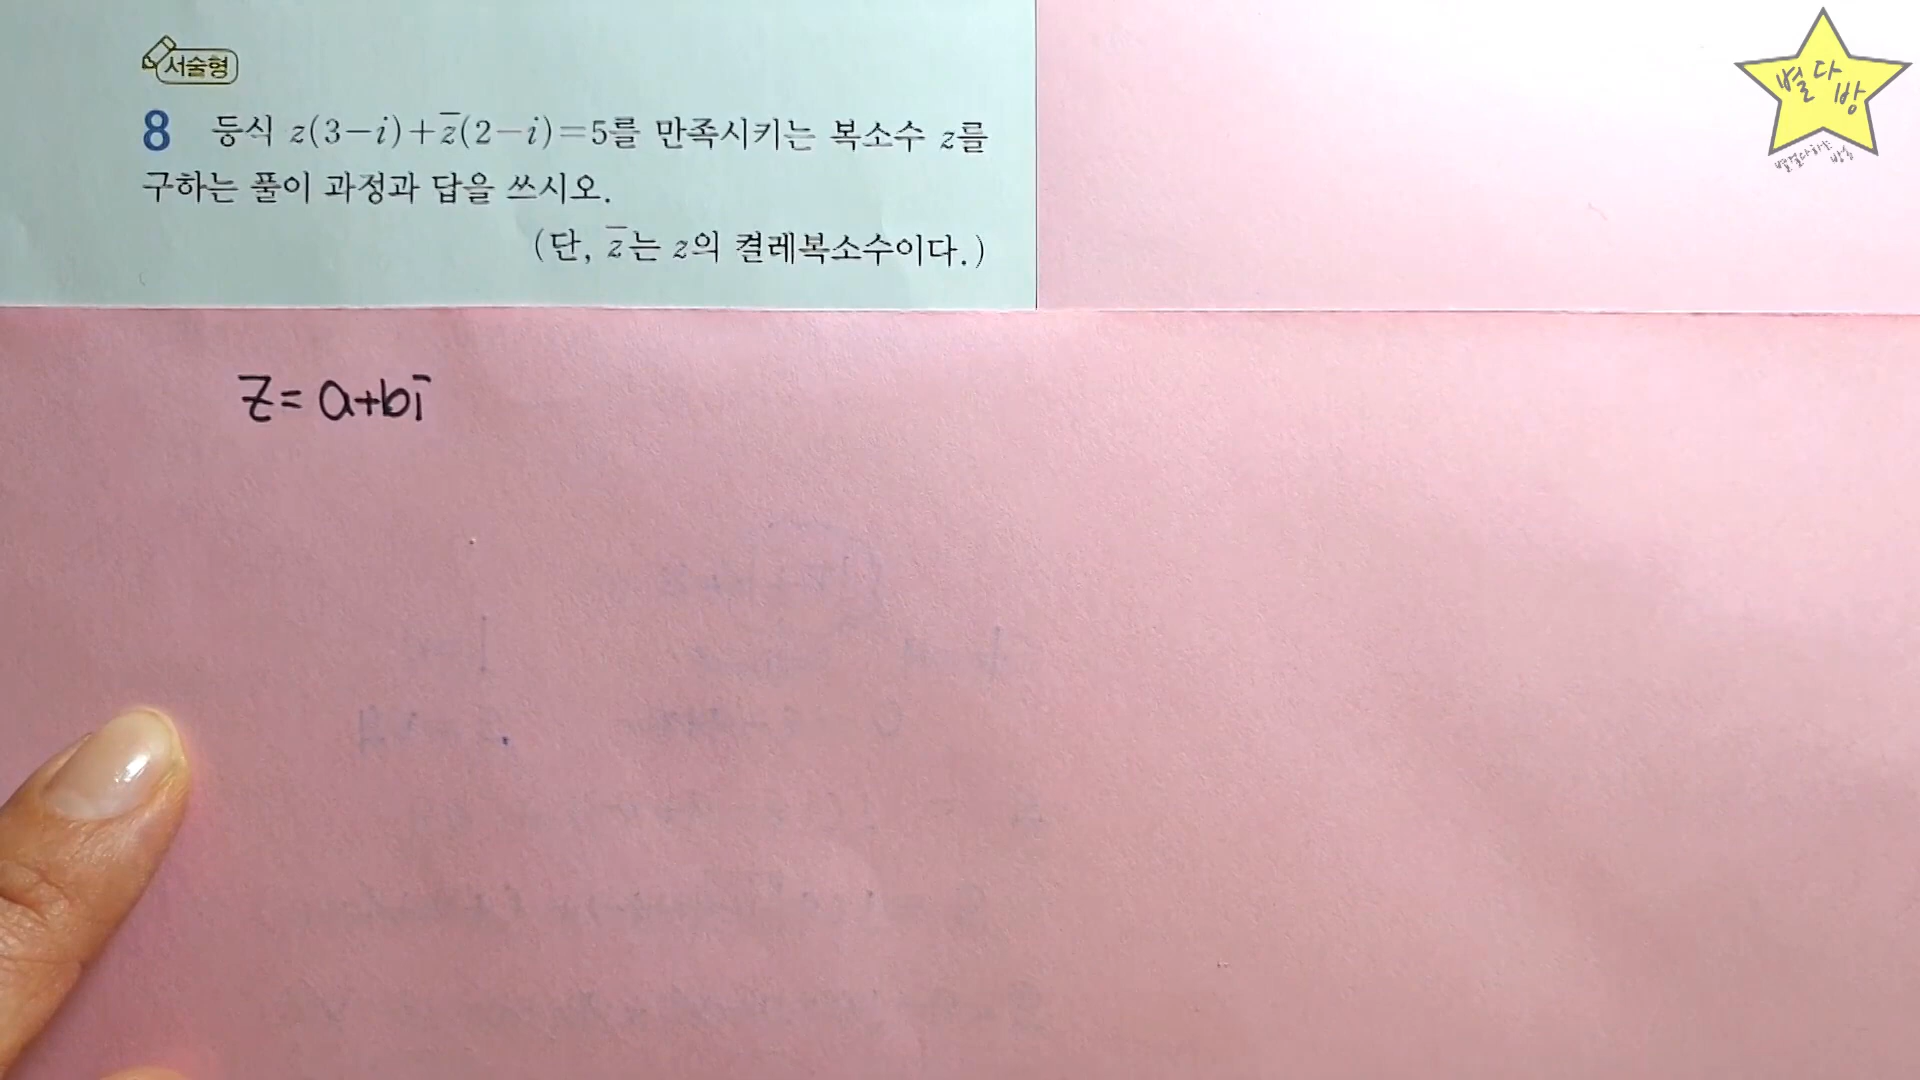 서술형
8 등식 z(3-i)+z̄(2-i)=5를 만족시키는 복소수 z를
구하는 풀이 과정과 답을 쓰시오.
(단, z̄는 z의 켤레복소수이다.)
z= a+bi
별다방